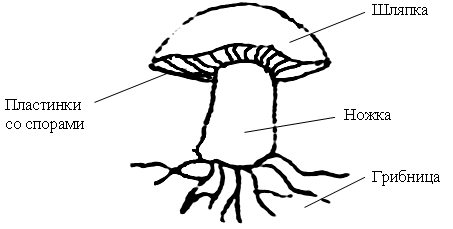 Шляпка
Пластинки
со спорами
Ножка
Грибница